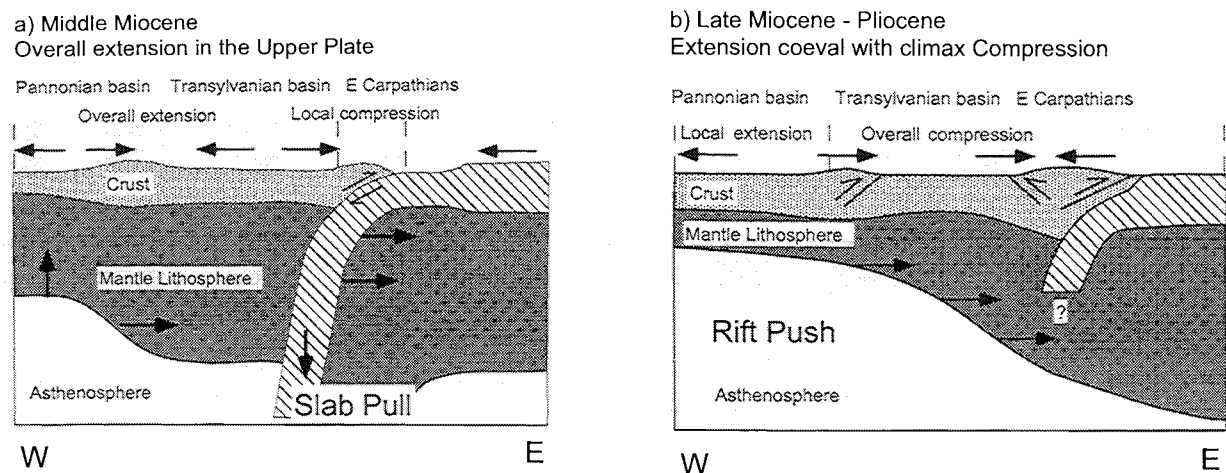 a) Middle Miocene
Overall extension in the Upper Plate
Pannonian basin Transylvanian basin E Carpathians
Overall extension Local compression
Crust
Mantle Lithosphere
Asthenosphere
Slab Pull
W E
b) Late Miocene - Pliocene
Extension coeval with climax Compression
Pannonian basin Transylvanian basin E Carpathians
Local extension Overall compression
Crust
Mantle Lithosphere
?
Rift Push
Asthenosphere
W E